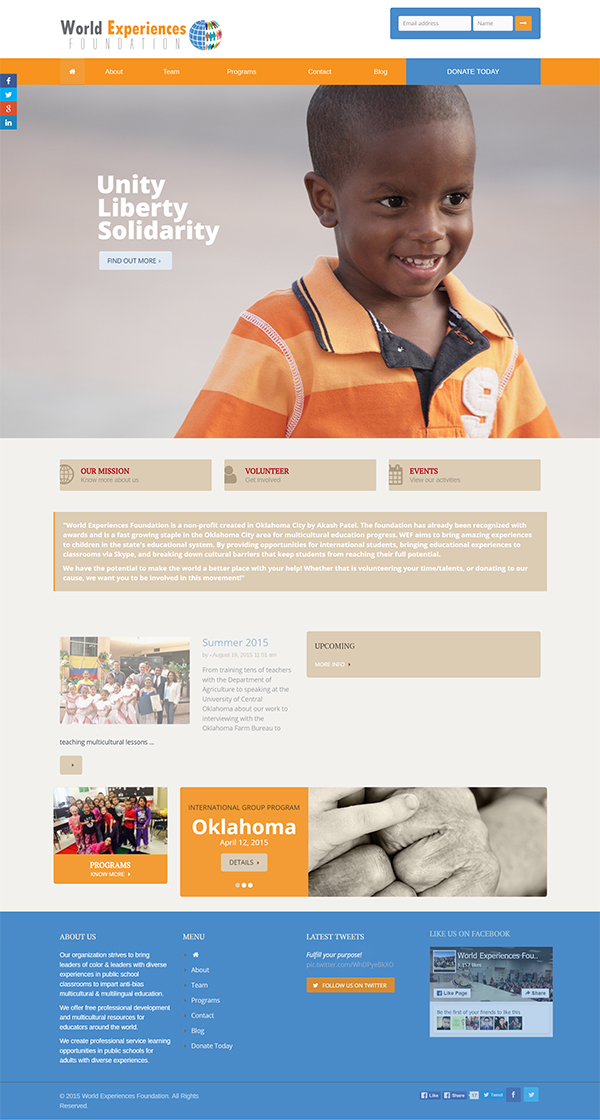 World Experiences
FOUNDATION
Email address
Name
About
Team
Programs
Contact
Blog
DONATE TODAY
Unity
Liberty
Solidarity
FIND OUT MORE ›
OUR MISSION
Know more about us
VOLUNTEER
Get involved
EVENTS
View our activities
"World Experiences Foundation is a non-profit created in Oklahoma City by Akash Patel. The foundation has already been recognized with
awards and is a fast growing staple in the Oklahoma City area for multicultural education progress. WEF aims to bring amazing experiences
to children in the state's educational system. By providing opportunities for international students, bringing educational experiences to
classrooms via Skype, and breaking down cultural barriers that keep students from reaching their full potential.
We have the potential to make the world a better place with your help! Whether that is volunteering your time/talents, or donating to our
cause, we want you to be involved in this movement!"
Summer 2015
by - August 19, 2015 11:01 am
From training tens of teachers
with the Department of
Agriculture to speaking at the
University of Central
Oklahoma about our work to
interviewing with the
Oklahoma Farm Bureau to
teaching multicultural lessons ...
UPCOMING
MORE INFO
PROGRAMS
KNOW MORE
INTERNATIONAL GROUP PROGRAM
Oklahoma
April 12, 2015
DETAILS
ABOUT US
Our organization strives to bring
leaders of color & leaders with diverse
experiences in public school
classrooms to impart anti-bias
multicultural & multilingual education.
We offer free professional development
and multicultural resources for
educators around the world.
We create professional service learning
opportunities in public schools for
adults with diverse experiences.
MENU
About
Team
Programs
Contact
Blog
Donate Today
LATEST TWEETS
Fulfill your purpose!
FOLLOW US ON TWITTER
LIKE US ON FACEBOOK
World Experiences Fou..
likes
Like Page
Share
Be the first of your friends to like this
© 2015 World Experiences Foundation. All Rights
Reserved.
Like
Share
Tweet